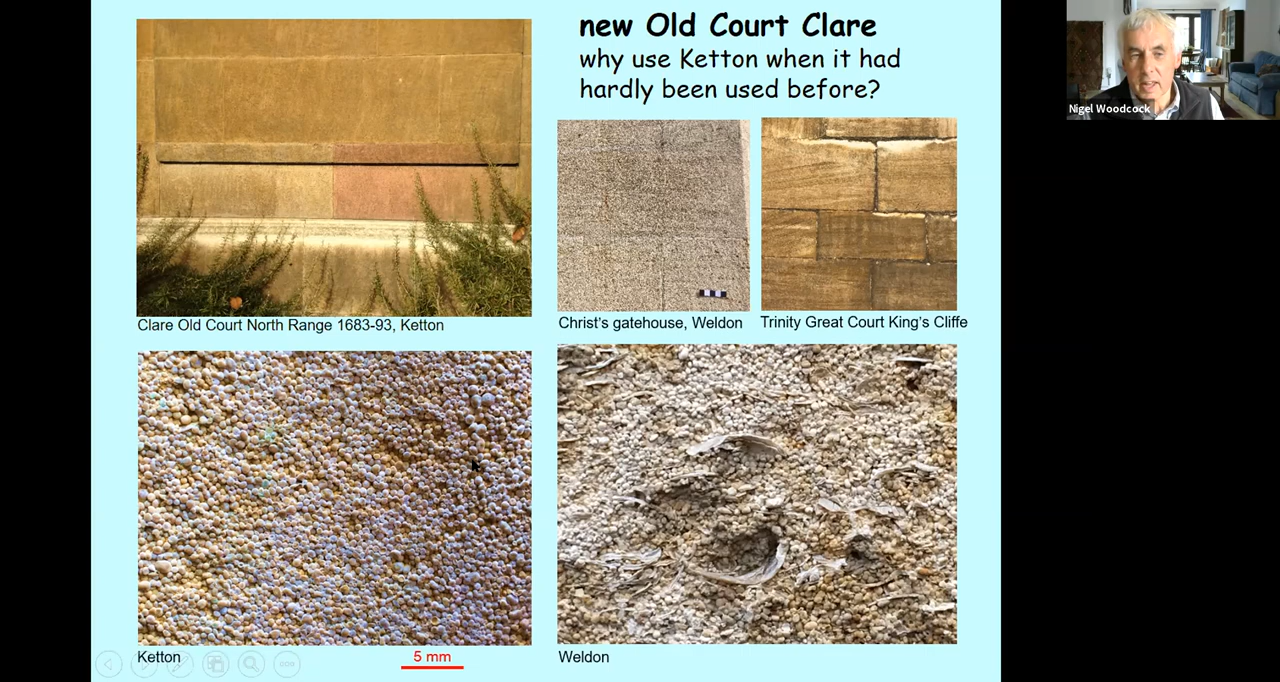 new Old Court Clare
why use Ketton when it had
hardly been used before?
Nigel Woodcock
Clare Old Court North Range 1683-93, Ketton
Christ's gatehouse, Weldon
Trinity Great Court King's Cliffe
Ketton
5 mm
Weldon